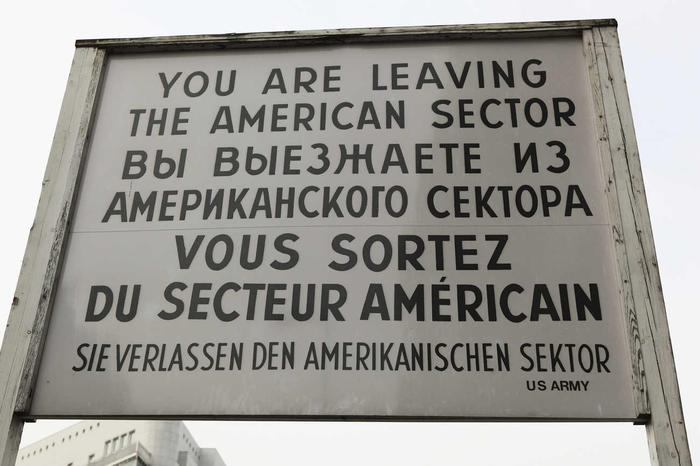 YOU ARE LEAVING
THE AMERICAN SECTOR
ВЫ ВЫЕЗЖАЕТЕ ИЗ
АМЕРИКАНСКОГО СЕКТОРА
VOUS SORTEZ
DU SECTEUR AMÉRICAIN
SIE VERLASSEN DEN AMERIKANISCHEN SEKTOR
US ARMY